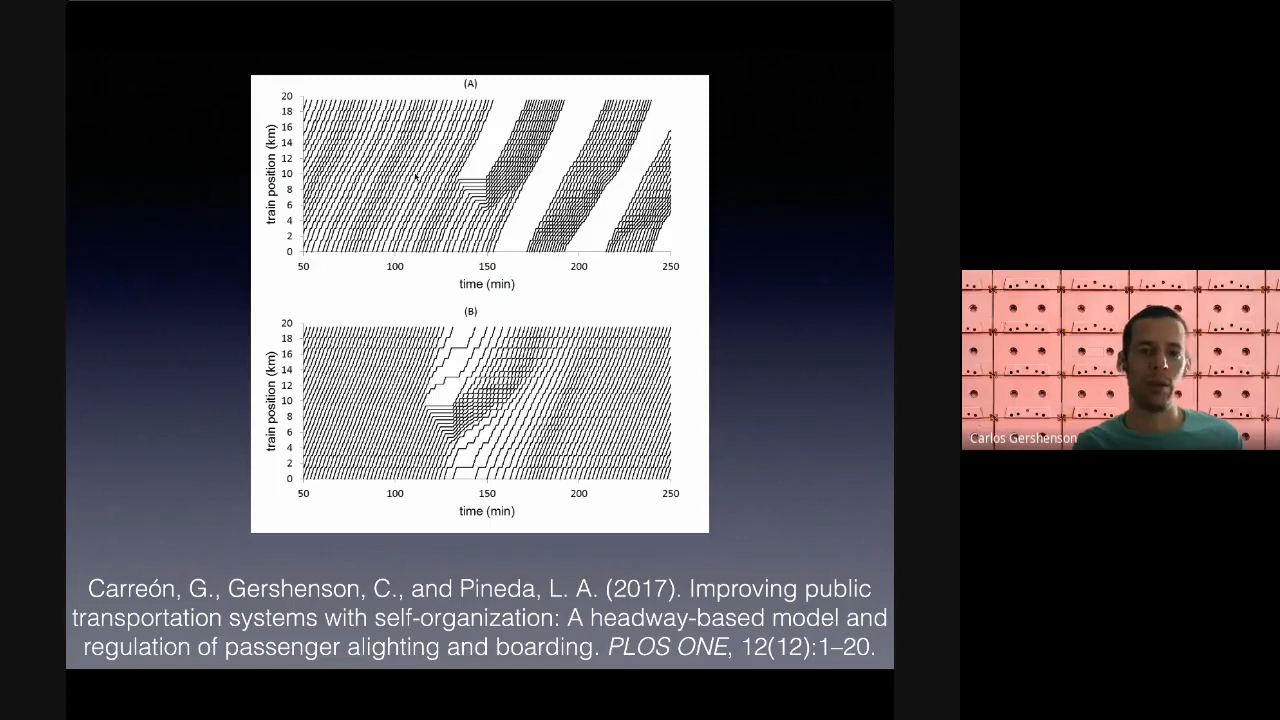 (A)
20
18
16
14
12
10
8
6
4
2
0
train position (km)
50 100 150 200 250
time (min)
(B)
20
18
16
14
12
10
8
6
4
2
0
train position (km)
50 100 150 200 250
time (min)
Carreón, G., Gershenson, C., and Pineda, L. A. (2017). Improving public
transportation systems with self-organization: A headway-based model and
regulation of passenger alighting and boarding. PLOS ONE, 12(12):1–20.
Carlos Gershenson